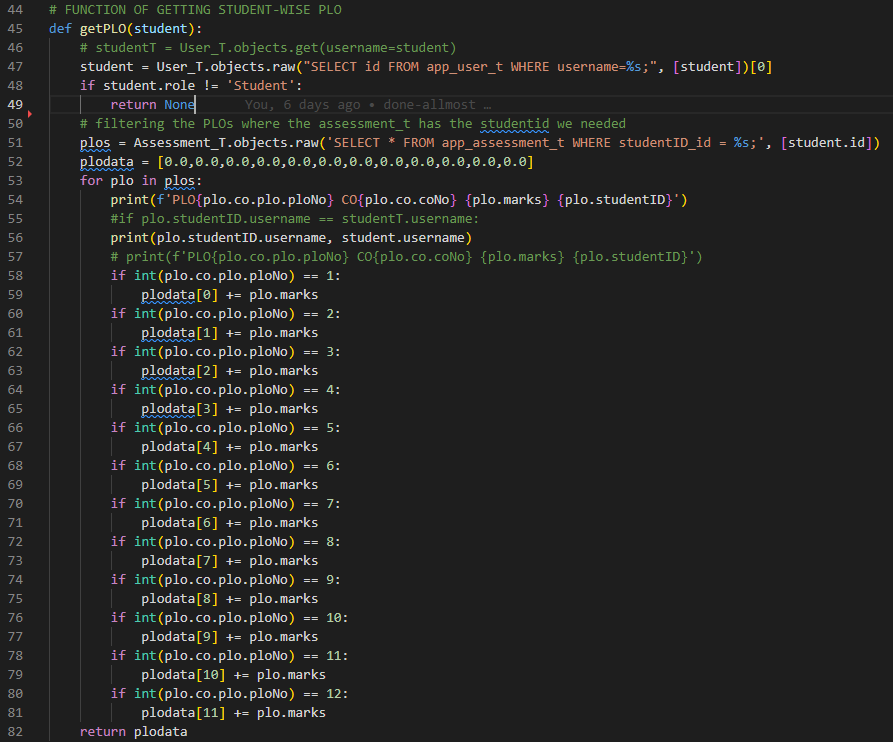 44 # FUNCTION OF GETTING STUDENT-WISE PLO
45 def getPLO(student):
46     # studentT = User_T.objects.get(username=student)
47     student = User_T.objects.raw("SELECT id FROM app_user_t WHERE username=%s;", [student])[0]
48     if student.role != 'Student':
49         return None You, 6 days ago • done-allmost …
50     # filtering the PLOs where the assessment_t has the studentid we needed
51     plos = Assessment_T.objects.raw('SELECT * FROM app_assessment_t WHERE studentID_id = %s;', [student.id])
52     plodata = [0.0,0.0,0.0,0.0,0.0,0.0,0.0,0.0,0.0,0.0,0.0,0.0]
53     for plo in plos:
54         print(f'PLO{plo.co.plo.ploNo} CO{plo.co.coNo} {plo.marks} {plo.studentID}')
55         #if plo.studentID.username == studentT.username:
56         print(plo.studentID.username, student.username)
57         # print(f'PLO{plo.co.plo.ploNo} CO{plo.co.coNo} {plo.marks} {plo.studentID}')
58         if int(plo.co.plo.ploNo) == 1:
59             plodata[0] += plo.marks
60         if int(plo.co.plo.ploNo) == 2:
61             plodata[1] += plo.marks
62         if int(plo.co.plo.ploNo) == 3:
63             plodata[2] += plo.marks
64         if int(plo.co.plo.ploNo) == 4:
65             plodata[3] += plo.marks
66         if int(plo.co.plo.ploNo) == 5:
67             plodata[4] += plo.marks
68         if int(plo.co.plo.ploNo) == 6:
69             plodata[5] += plo.marks
70         if int(plo.co.plo.ploNo) == 7:
71             plodata[6] += plo.marks
72         if int(plo.co.plo.ploNo) == 8:
73             plodata[7] += plo.marks
74         if int(plo.co.plo.ploNo) == 9:
75             plodata[8] += plo.marks
76         if int(plo.co.plo.ploNo) == 10:
77             plodata[9] += plo.marks
78         if int(plo.co.plo.ploNo) == 11:
79             plodata[10] += plo.marks
80         if int(plo.co.plo.ploNo) == 12:
81             plodata[11] += plo.marks
82     return plodata